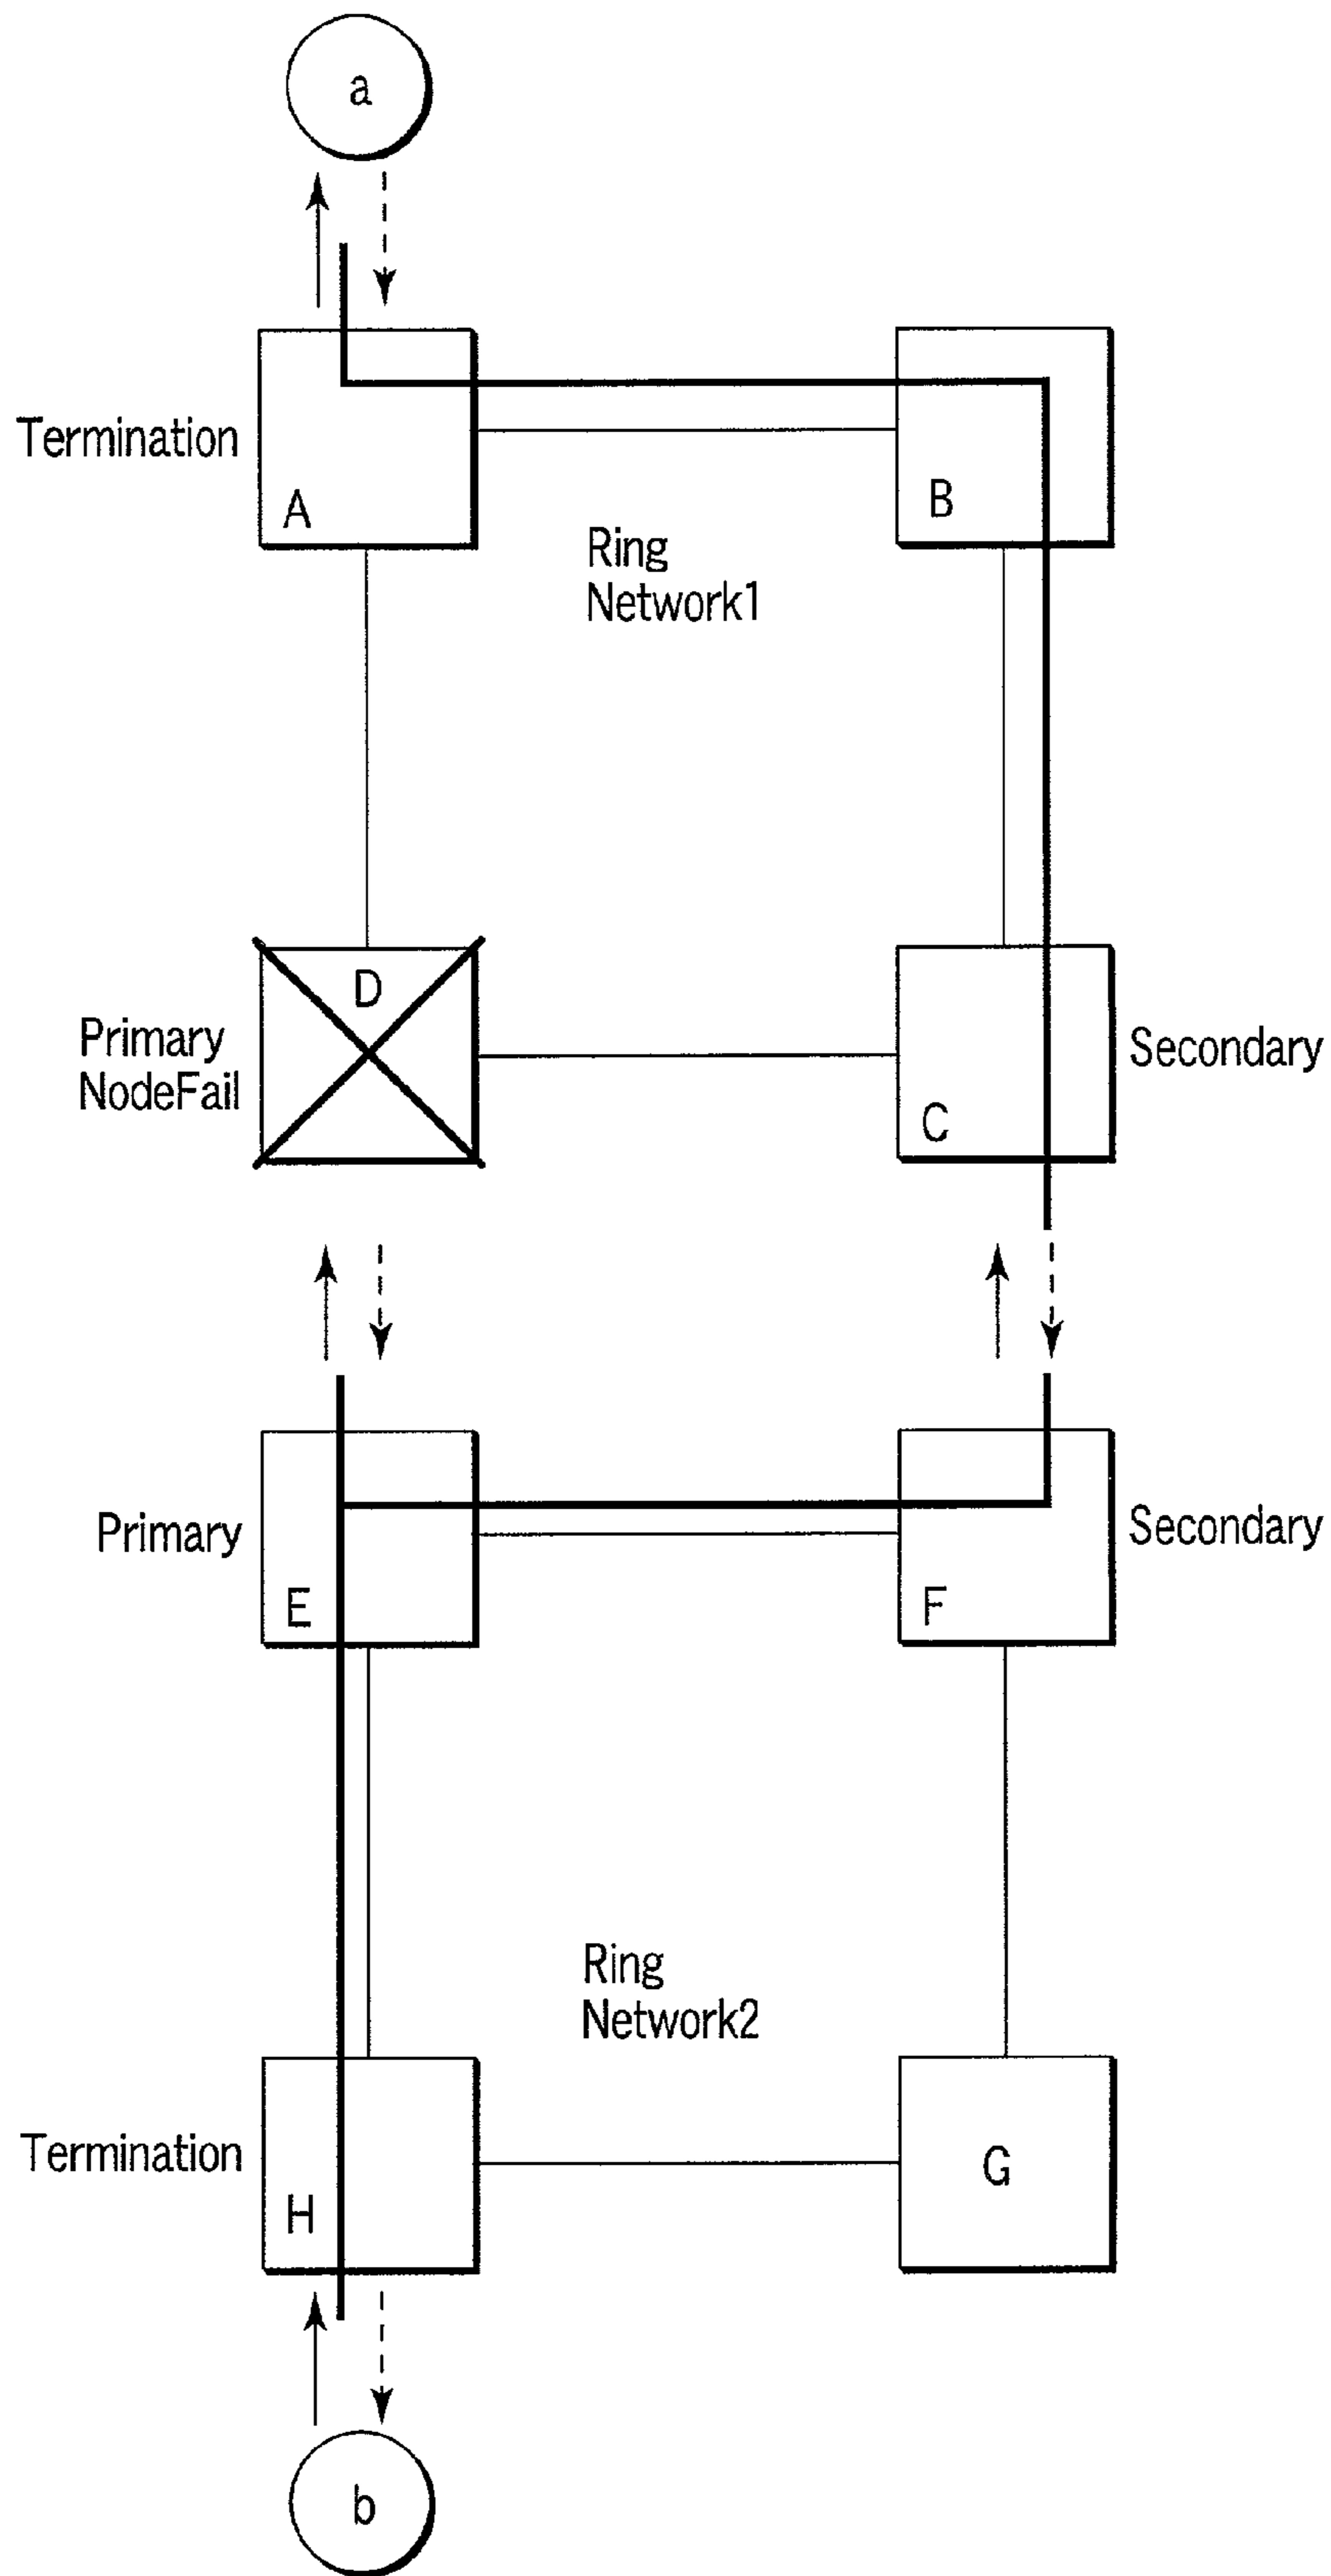 a
Termination
A
B
Ring
Network1
D
Primary
NodeFail
Secondary
C
Primary
E
Secondary
F
Ring
Network2
Termination
H
G
b